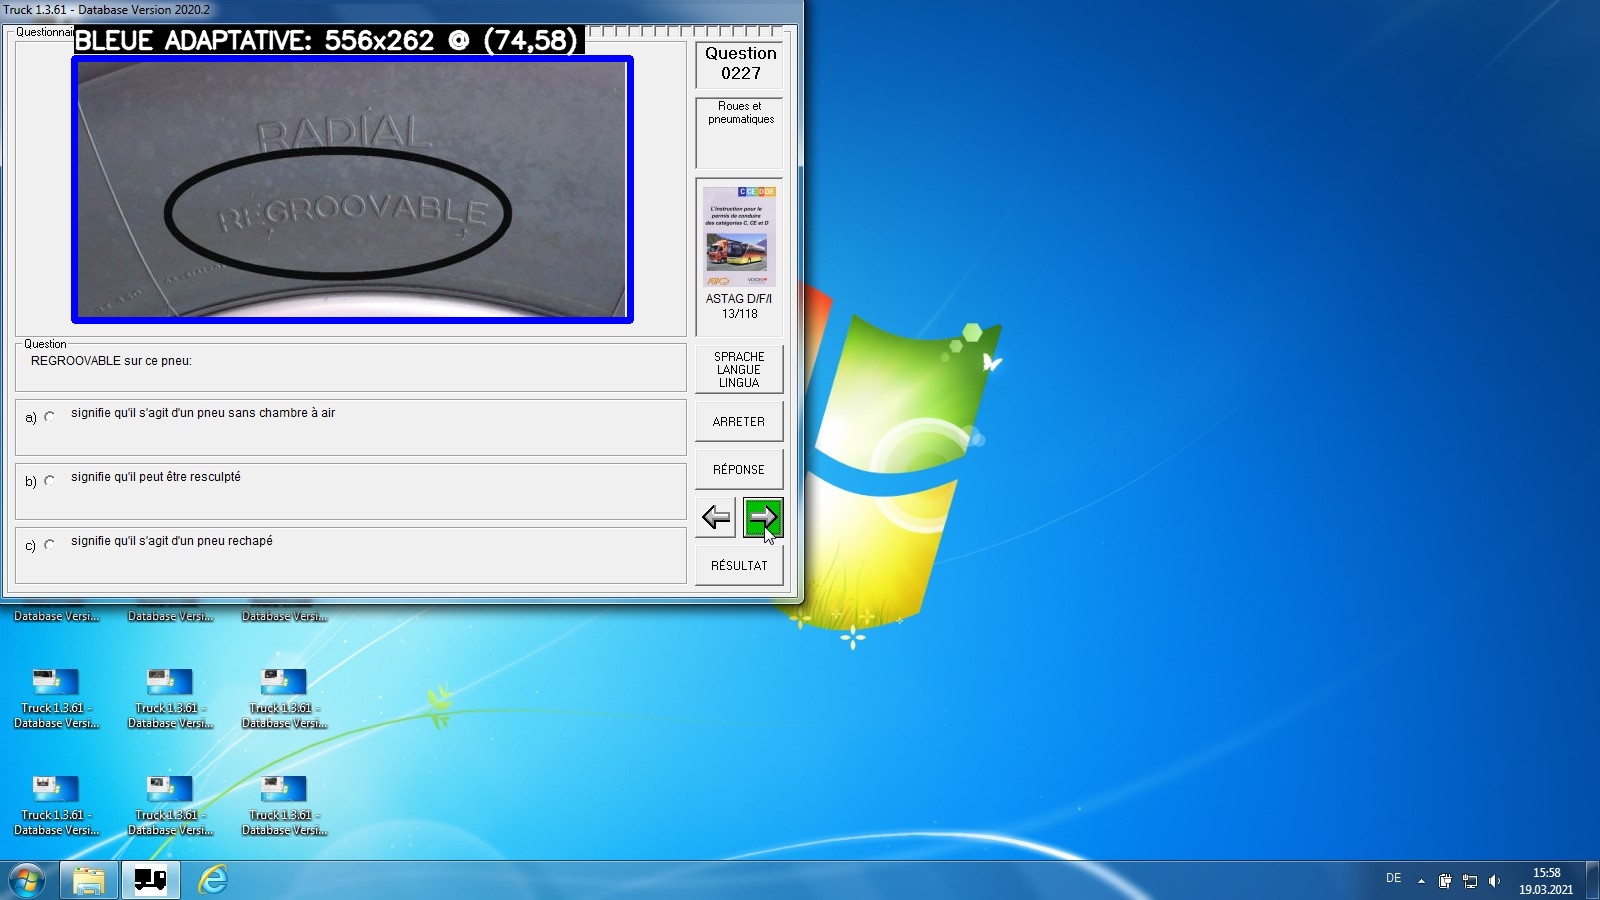 Truck 1.3.61 - Database Version 2020.2
Questionnai
BLEUE ADAPTATIVE: 556x262 @ (74,58)
RADIAL
REGROOVABLE
Question
0227
Roues et
pneumatiques
C CE D DE
L'instruction pour le
permis de conduire
des catégories C, CE et D
ASTAG D/F/I
13/118
Question
REGROOVABLE sur ce pneu:
a) signifie qu'il s'agit d'un pneu sans chambre à air
b) signifie qu'il peut être resculpté
c) signifie qu'il s'agit d'un pneu rechapé
SPRACHE
LANGUE
LINGUA
ARRETER
RÉPONSE
RÉSULTAT
Database Versi... Database Versi... Database Versi...
Truck 1.3.61 - Truck 1.3.61 - Truck 1.3.61 -
Database Versi... Database Versi... Database Versi...
Truck 1.3.61 - Truck 1.3.61 - Truck 1.3.61 -
Database Versi... Database Versi... Database Versi...
DE
15:58
19.03.2021